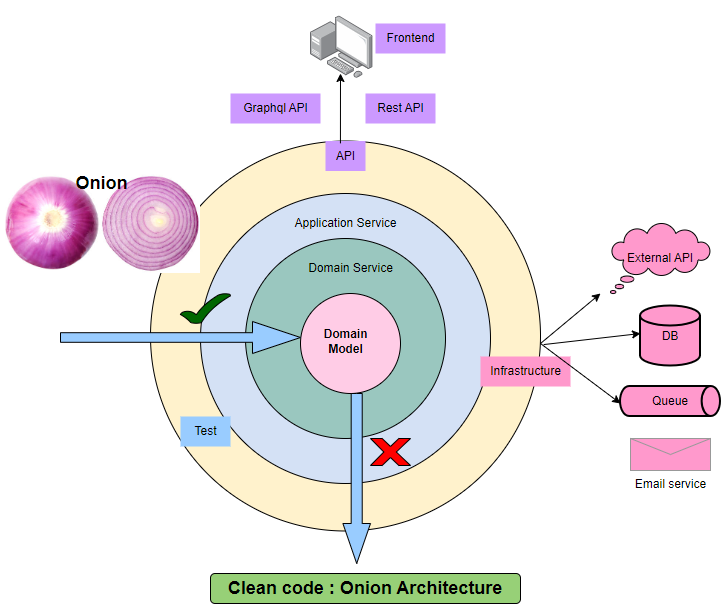 Frontend
Graphql API
Rest API
API
Onion
Application Service
Domain Service
External API
Domain
Model
DB
Infrastructure
Queue
Test
Email service
Clean code : Onion Architecture